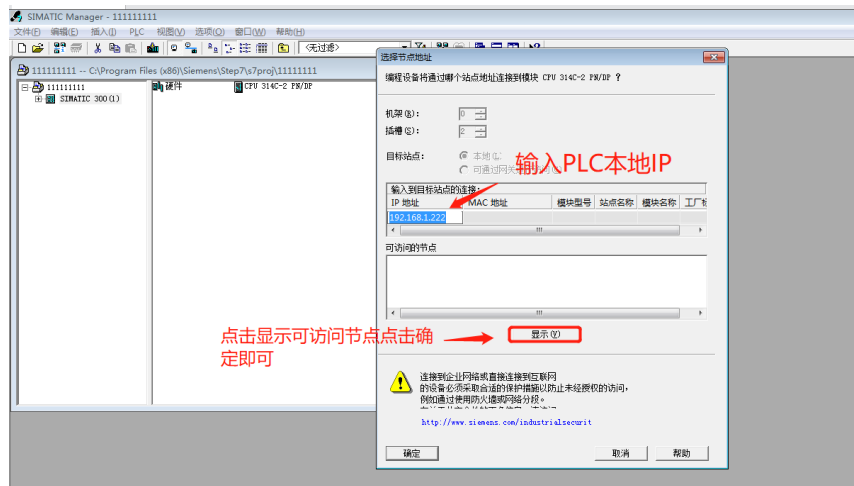 SIMATIC Manager - 111111111
文件(F) 编辑(E) 插入(I) PLC 视图(V) 选项(O) 窗口(W) 帮助(H)
<无过滤>
111111111 -- C:\Program Files (x86)\Siemens\Step7\s7proj\11111111
111111111
SIMATIC 300(1)
硬件
CPU 314C-2 PN/DP
选择节点地址
编程设备将通过哪个站点地址连接到模块 CPU 314C-2 PN/DP ?
机架(R): 0
插槽(S): 2
目标站点: 本地(L)
可通过网关
输入PLC本地IP
输入到目标站点的连接:
IP 地址 MAC 地址 模块型号 站点名称 模块名称 工厂标
192.168.1.222
可访问的节点
点击显示可访问节点点击确
定即可
显示(V)
连接到企业网络或直接连接到互联网
的设备必须采取合适的保护措施以防止未经授权的访问,
例如通过使用防火墙或网络分段。
http://www.siemens.com/industrialsecurit
确定 取消 帮助